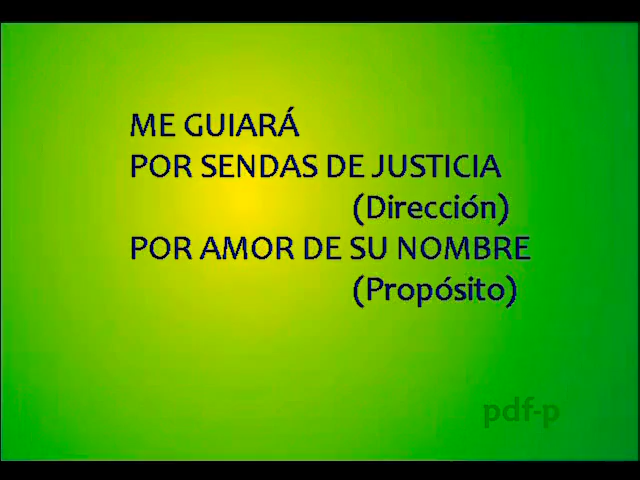 ME GUIARÁ
POR SENDAS DE JUSTICIA
(Dirección)
POR AMOR DE SU NOMBRE
(Propósito)
pdf-p